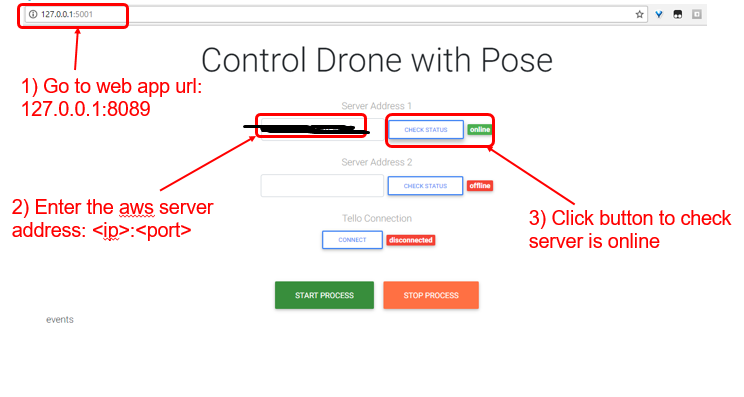 127.0.0.1:5001
Control Drone with Pose
1) Go to web app url:
127.0.0.1:8089
Server Address 1
CHECK STATUS
online
Server Address 2
CHECK STATUS
offline
2) Enter the aws server
address: <ip>:<port>
3) Click button to check
server is online
Tello Connection
CONNECT
disconnected
START PROCESS
STOP PROCESS
events